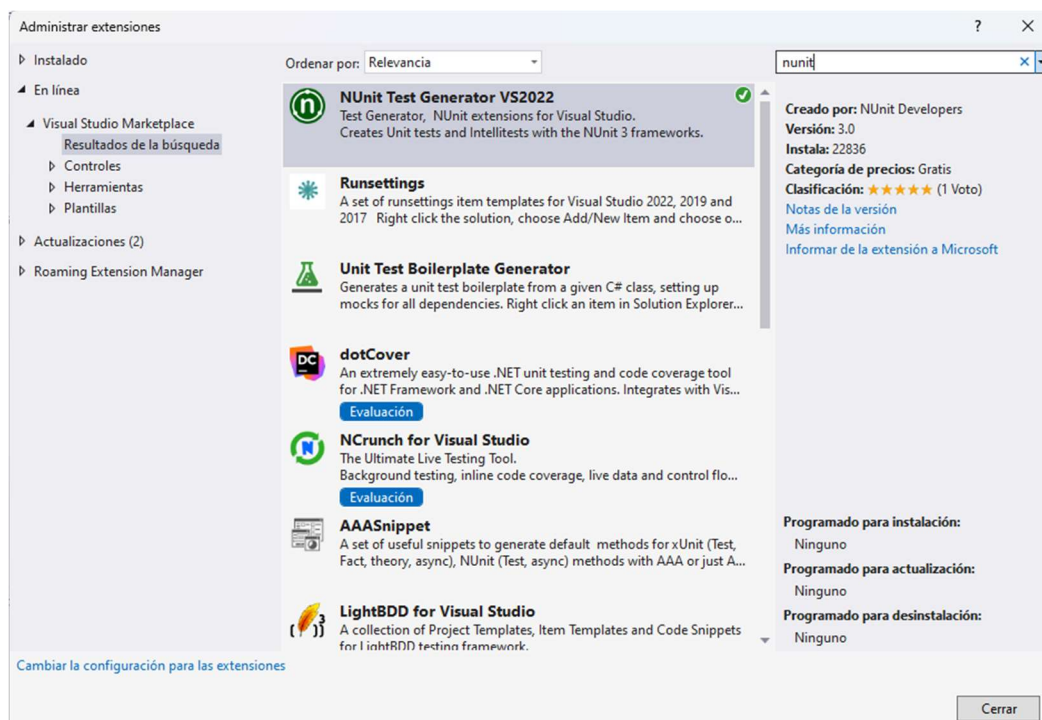 Administrar extensiones
?
Instalado
En línea
Visual Studio Marketplace
Resultados de la búsqueda
Controles
Herramientas
Plantillas
Actualizaciones (2)
Roaming Extension Manager
Ordenar por: Relevancia
NUnit Test Generator VS2022
Test Generator, NUnit extensions for Visual Studio.
Creates Unit tests and Intellitests with the NUnit 3 frameworks.
Runsettings
A set of runsettings item templates for Visual Studio 2022, 2019 and
2017 Right click the solution, choose Add/New Item and choose o...
Unit Test Boilerplate Generator
Generates a unit test boilerplate from a given C# class, setting up
mocks for all dependencies. Right click an item in Solution Explorer...
DC
dotCover
An extremely easy-to-use .NET unit testing and code coverage tool
for .NET Framework and .NET Core applications. Integrates with Vis...
Evaluación
N
NCrunch for Visual Studio
The Ultimate Live Testing Tool.
Background testing, inline code coverage, live data and control flo...
Evaluación
AAASnippet
A set of useful snippets to generate default methods for xUnit (Test,
Fact, theory, async), NUnit (Test, async) methods with AAA or just A...
LightBDD for Visual Studio
A collection of Project Templates, Item Templates and Code Snippets
for LightBDD testing framework.
nunit
Creado por: NUnit Developers
Versión: 3.0
Instala: 22836
Categoría de precios: Gratis
Clasificación: ★★★★★ (1 Voto)
Notas de la versión
Más información
Informar de la extensión a Microsoft
Programado para instalación:
Ninguno
Programado para actualización:
Ninguno
Programado para desinstalación:
Ninguno
Cambiar la configuración para las extensiones
Cerrar